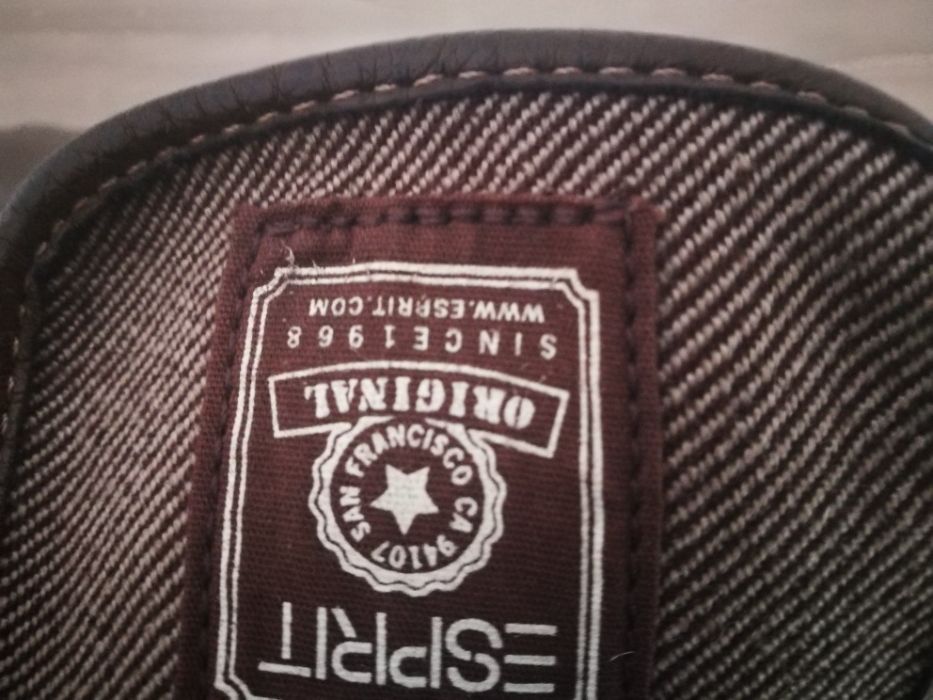 ESPRIT
SAN FRANCISCO CA 94107
ORIGINAL
SINCE 1968
WWW.ESPRIT.COM